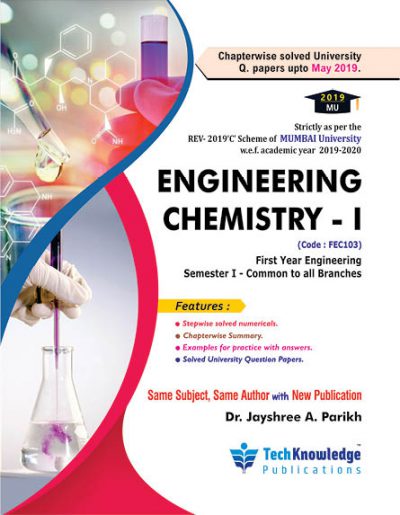 Chapterwise solved University
Q. papers upto May 2019.
2019
MU
Strictly as per the
REV- 2019'C' Scheme of MUMBAI University
w.e.f. academic year 2019-2020
ENGINEERING
CHEMISTRY - I
(Code : FEC103)
First Year Engineering
Semester I - Common to all Branches
Features :
• Stepwise solved numericals.
• Chapterwise Summary.
• Examples for practice with answers.
• Solved University Question Papers.
Same Subject, Same Author with New Publication
Dr. Jayshree A. Parikh
TechKnowledge™
Publications